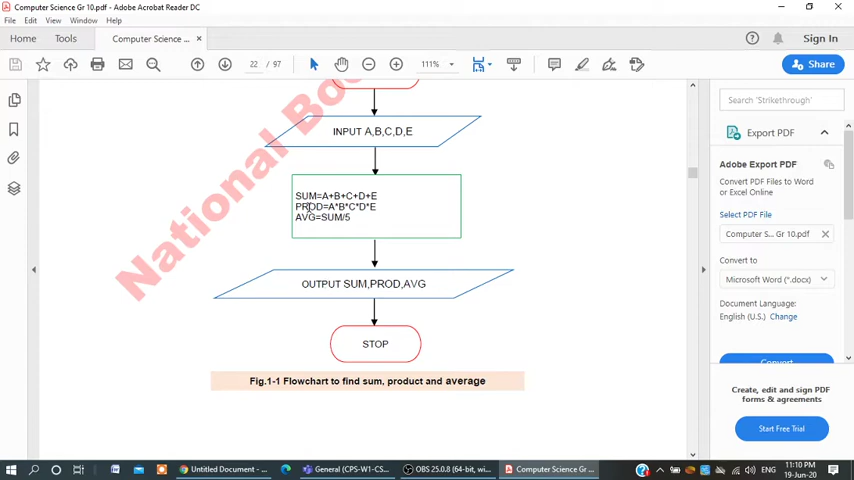 Computer Science Gr 10.pdf - Adobe Acrobat Reader DC
File Edit View Window Help
Home Tools Computer Science ... × Sign In
22 / 97 111% Share
National Boo
INPUT A,B,C,D,E
SUM=A+B+C+D+E
PROD=A*B*C*D*E
AVG=SUM/5
OUTPUT SUM,PROD,AVG
STOP
Fig.1-1 Flowchart to find sum, product and average
Search 'Strikethrough'
Export PDF
Adobe Export PDF
Convert PDF Files to Word or Excel Online
Select PDF File
Computer S... Gr 10.pdf
Convert to
Microsoft Word (*.docx)
Document Language:
English (U.S.) Change
Convert
Create, edit and sign PDF
forms & agreements
Start Free Trial
Untitled Document - ... General (CPS-W1-CS... OBS 25.0.8 (64-bit, wi... Computer Science Gr ... ENG 11:10 PM
19-Jun-20